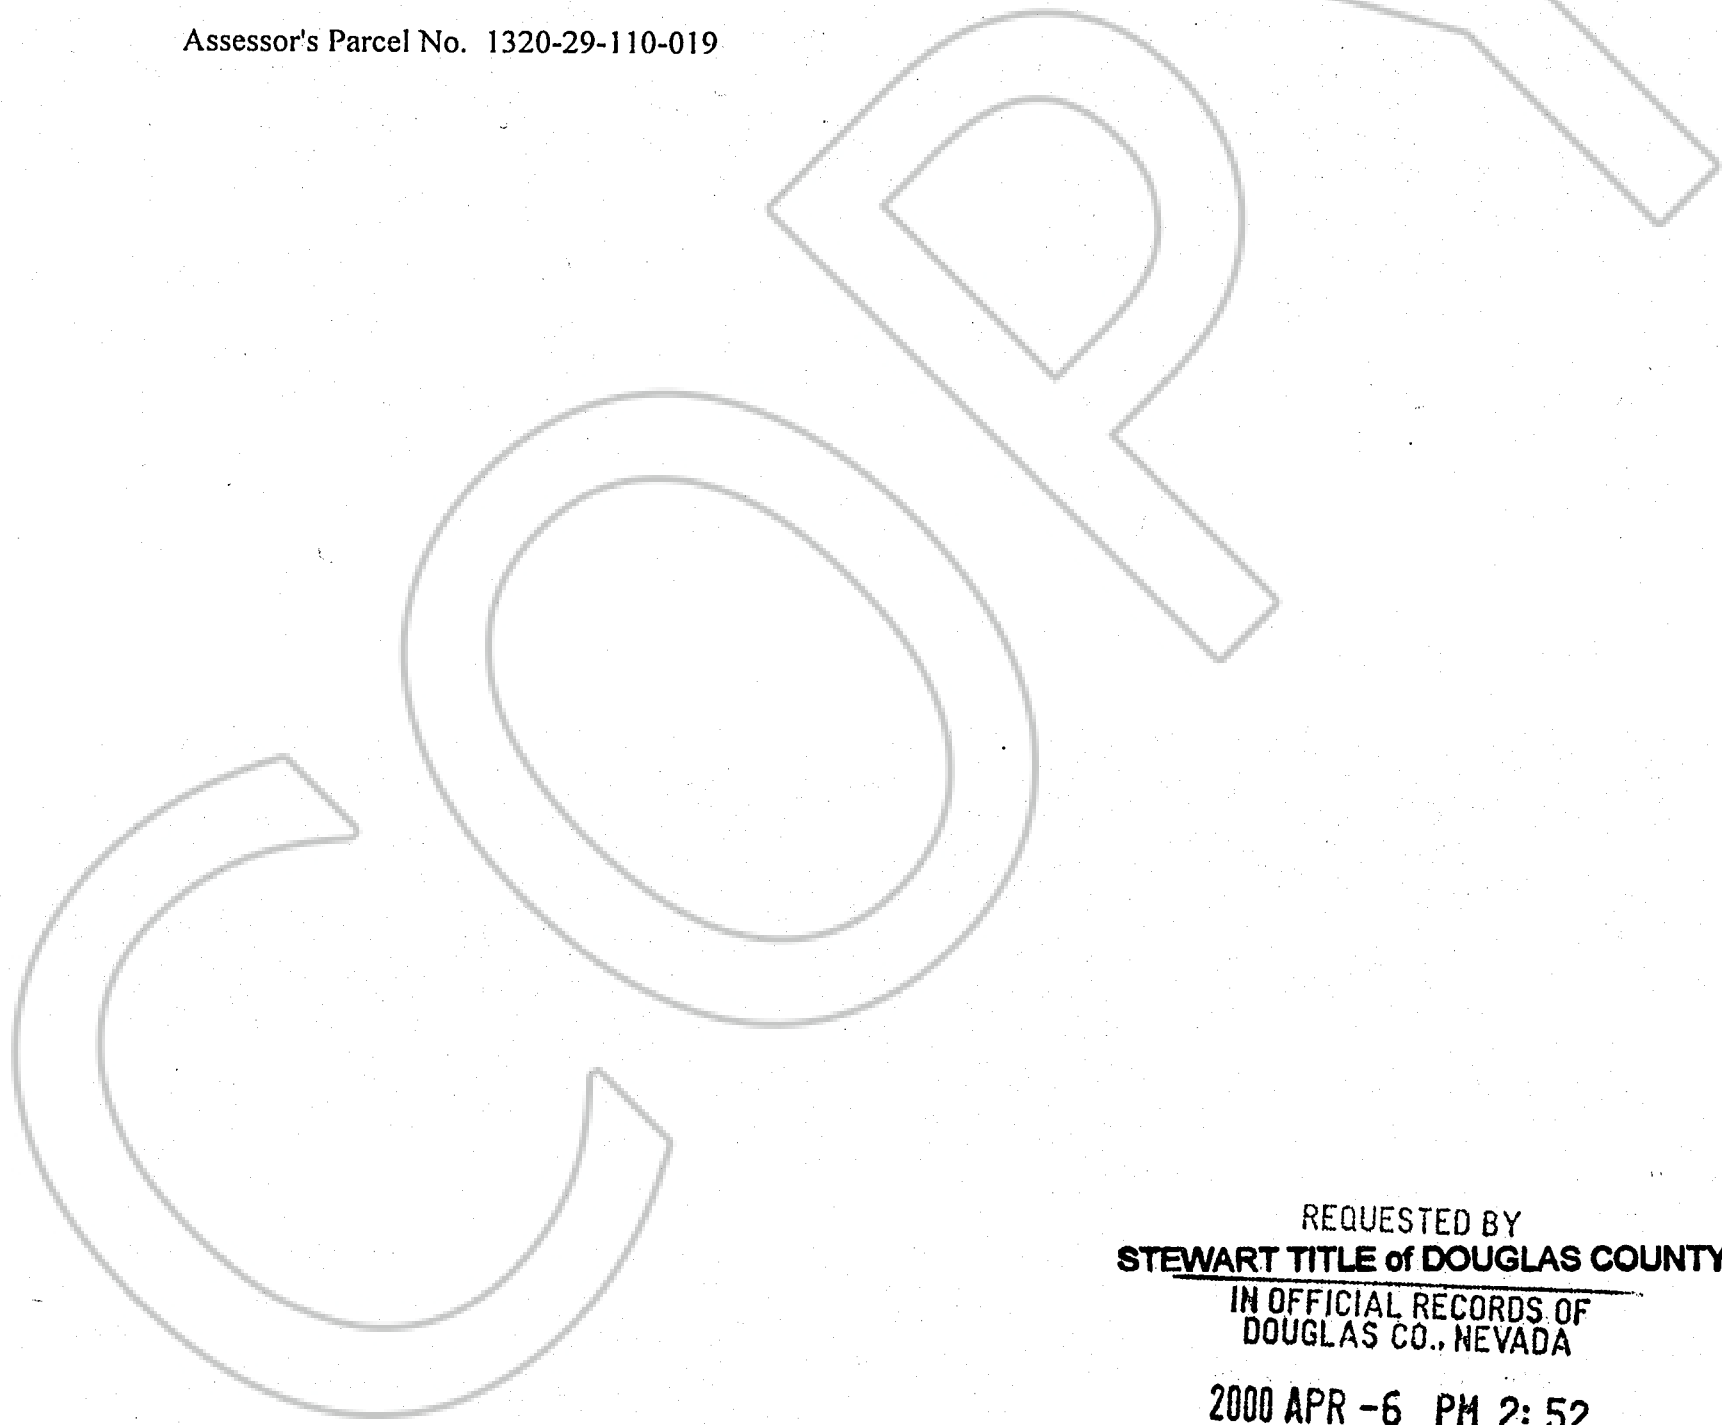 Assessor's Parcel No. 1320-29-110-019
COPY
REQUESTED BY
STEWART TITLE of DOUGLAS COUNTY
IN OFFICIAL RECORDS OF
DOUGLAS CO., NEVADA
2000 APR -6 PM 2:52